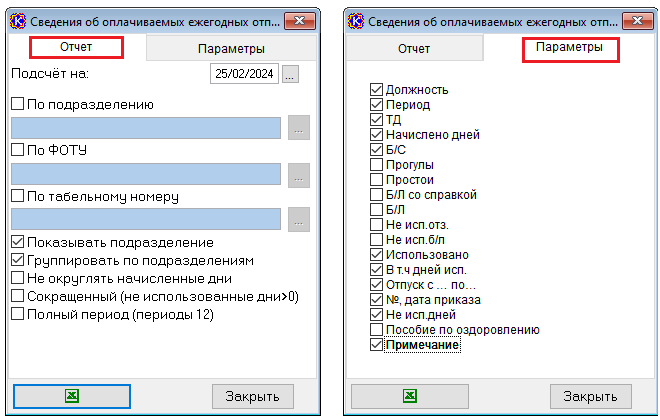 Сведения об оплачиваемых ежегодных отп...
Отчет
Параметры
Подсчёт на:
25/02/2024
...
По подразделению
...
По ФОТУ
...
По табельному номеру
...
Показывать подразделение
Группировать по подразделениям
Не округлять начисленные дни
Сокращенный (не использованные дни>0)
Полный период (периоды 12)
Закрыть
Сведения об оплачиваемых ежегодных отп...
Отчет
Параметры
Должность
Период
ТД
Начислено дней
Б/С
Прогулы
Простои
Б/Л со справкой
Б/Л
Не исп.отз.
Не исп.б/л
Использовано
В т.ч дней исп.
Отпуск с ... по...
№, дата приказа
Не исп.дней
Пособие по оздоровлению
Примечание
Закрыть